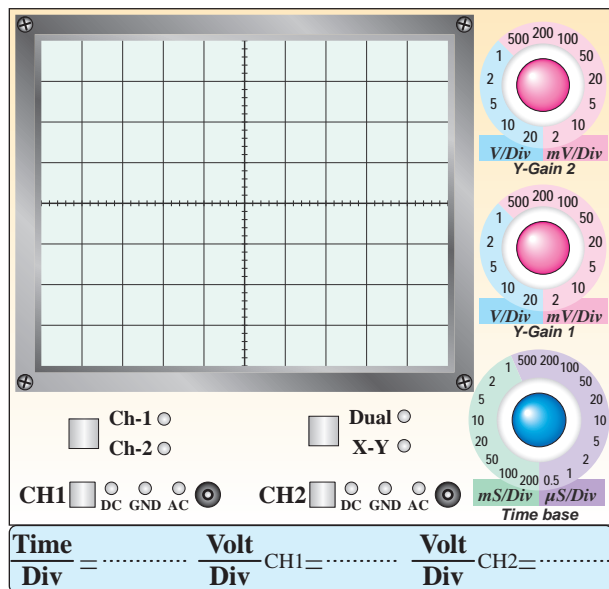 500 200 100 50 20 10 2 20 10 5 2 1
V/Div mV/Div
Y-Gain 2
500 200 100 50 20 10 2 20 10 5 2 1
V/Div mV/Div
Y-Gain 1
500 200 100 50 20 10 5 2 1 0.5 200 100 50 20 10 5 2 1
mS/Div µS/Div
Time base
Ch-1
Ch-2
Dual
X-Y
CH1 DC GND AC
CH2 DC GND AC
Time/Div = ............... Volt/Div CH1= ........... Volt/Div CH2= ...........